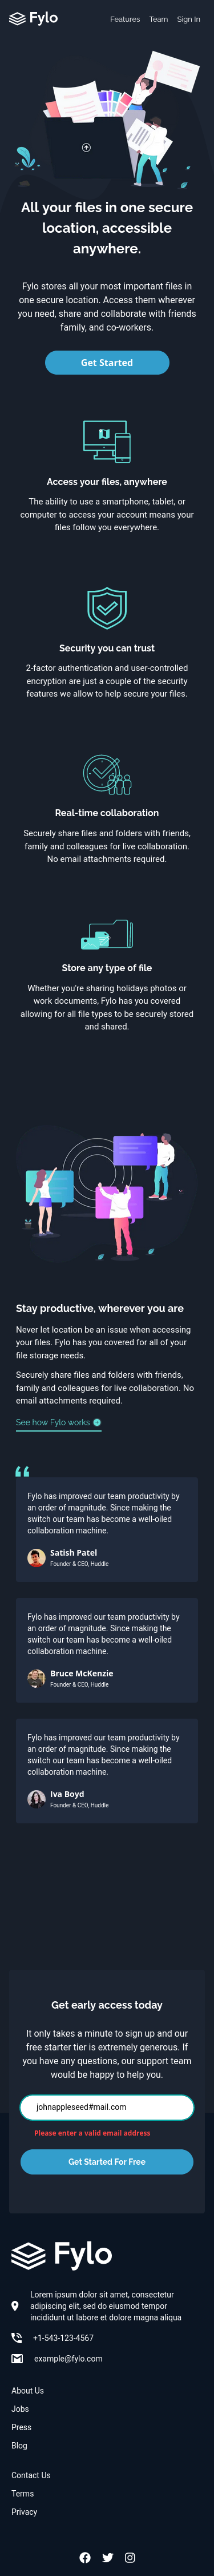 Fylo
Features Team Sign In
All your files in one secure
location, accessible
anywhere.
Fylo stores all your most important files in
one secure location. Access them wherever
you need, share and collaborate with friends
family, and co-workers.
Get Started
Access your files, anywhere
The ability to use a smartphone, tablet, or
computer to access your account means your
files follow you everywhere.
Security you can trust
2-factor authentication and user-controlled
encryption are just a couple of the security
features we allow to help secure your files.
Real-time collaboration
Securely share files and folders with friends,
family and colleagues for live collaboration.
No email attachments required.
Store any type of file
Whether you're sharing holidays photos or
work documents, Fylo has you covered
allowing for all file types to be securely stored
and shared.
Stay productive, wherever you are
Never let location be an issue when accessing
your files. Fylo has you covered for all of your
file storage needs.
Securely share files and folders with friends,
family and colleagues for live collaboration. No
email attachments required.
See how Fylo works
Fylo has improved our team productivity by
an order of magnitude. Since making the
switch our team has become a well-oiled
collaboration machine.
Satish Patel
Founder & CEO, Huddle
Fylo has improved our team productivity by
an order of magnitude. Since making the
switch our team has become a well-oiled
collaboration machine.
Bruce McKenzie
Founder & CEO, Huddle
Fylo has improved our team productivity by
an order of magnitude. Since making the
switch our team has become a well-oiled
collaboration machine.
Iva Boyd
Founder & CEO, Huddle
Get early access today
It only takes a minute to sign up and our
free starter tier is extremely generous. If
you have any questions, our support team
would be happy to help you.
johnappleseed#mail.com
Please enter a valid email address
Get Started For Free
Fylo
Lorem ipsum dolor sit amet, consectetur
adipiscing elit, sed do eiusmod tempor
incididunt ut labore et dolore magna aliqua
+1-543-123-4567
example@fylo.com
About Us
Jobs
Press
Blog
Contact Us
Terms
Privacy